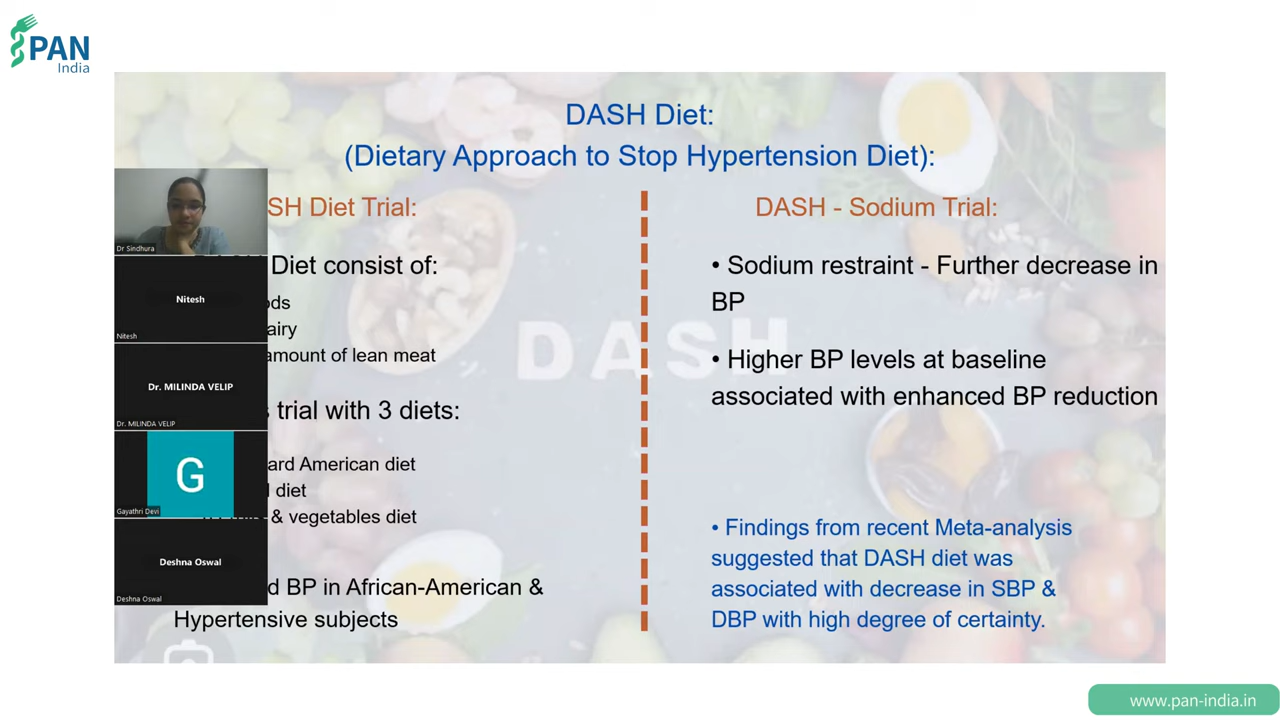 PAN
India
DASH Diet:
(Dietary Approach to Stop Hypertension Diet):
SH Diet Trial:
Diet consist of:
amount of lean meat
trial with 3 diets:
American diet
diet
& vegetables diet
BP in African-American &
Hypertensive subjects
DASH - Sodium Trial:
• Sodium restraint - Further decrease in
BP
• Higher BP levels at baseline
associated with enhanced BP reduction
• Findings from recent Meta-analysis
suggested that DASH diet was
associated with decrease in SBP &
DBP with high degree of certainty.
DASH
Dr Sindhura
Nitesh
Nitesh
Dr. MILINDA VELIP
Dr. MILINDA VELIP
G
Gayathri Devi
Deshna Oswal
Deshna Oswal
www.pan-india.in